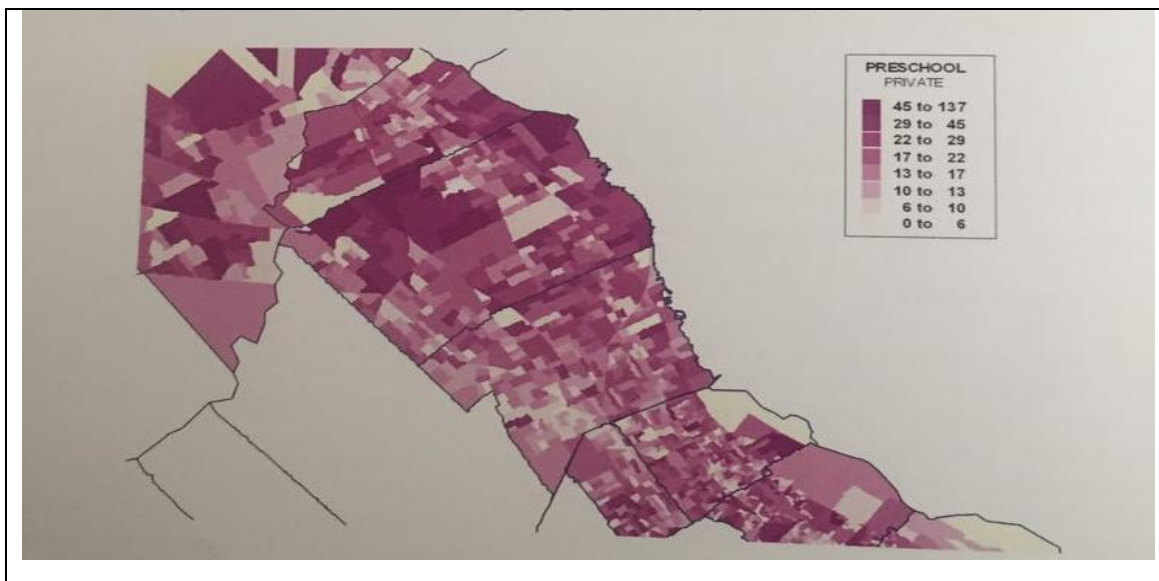 PRESCHOOL
PRIVATE
45 to 137
29 to 45
22 to 29
17 to 22
13 to 17
10 to 13
6 to 10
0 to 6